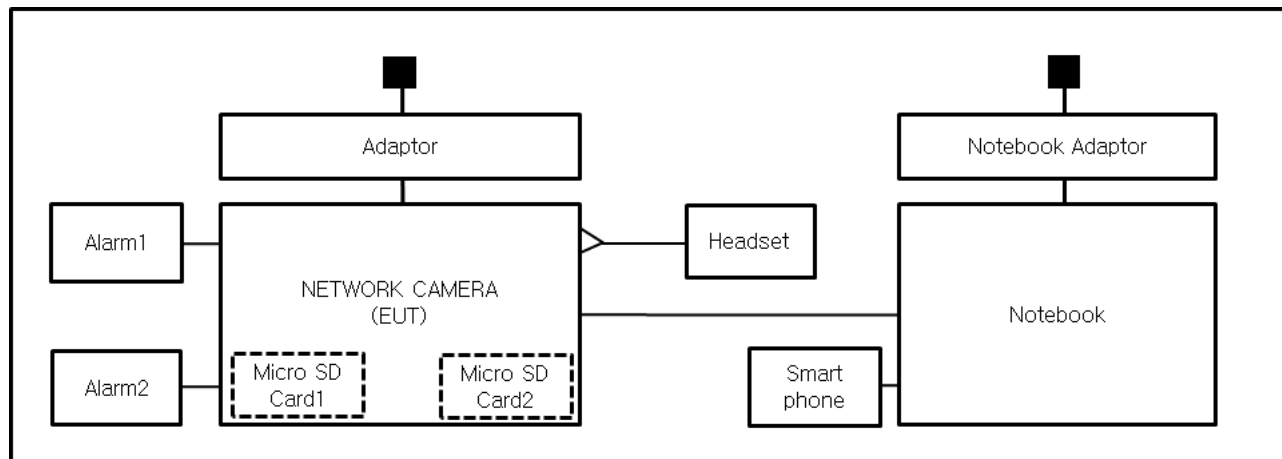 Adaptor
Notebook Adaptor
Alarm1
Headset
NETWORK CAMERA
(EUT)
Notebook
Alarm2
Micro SD
Card1
Micro SD
Card2
Smart
phone